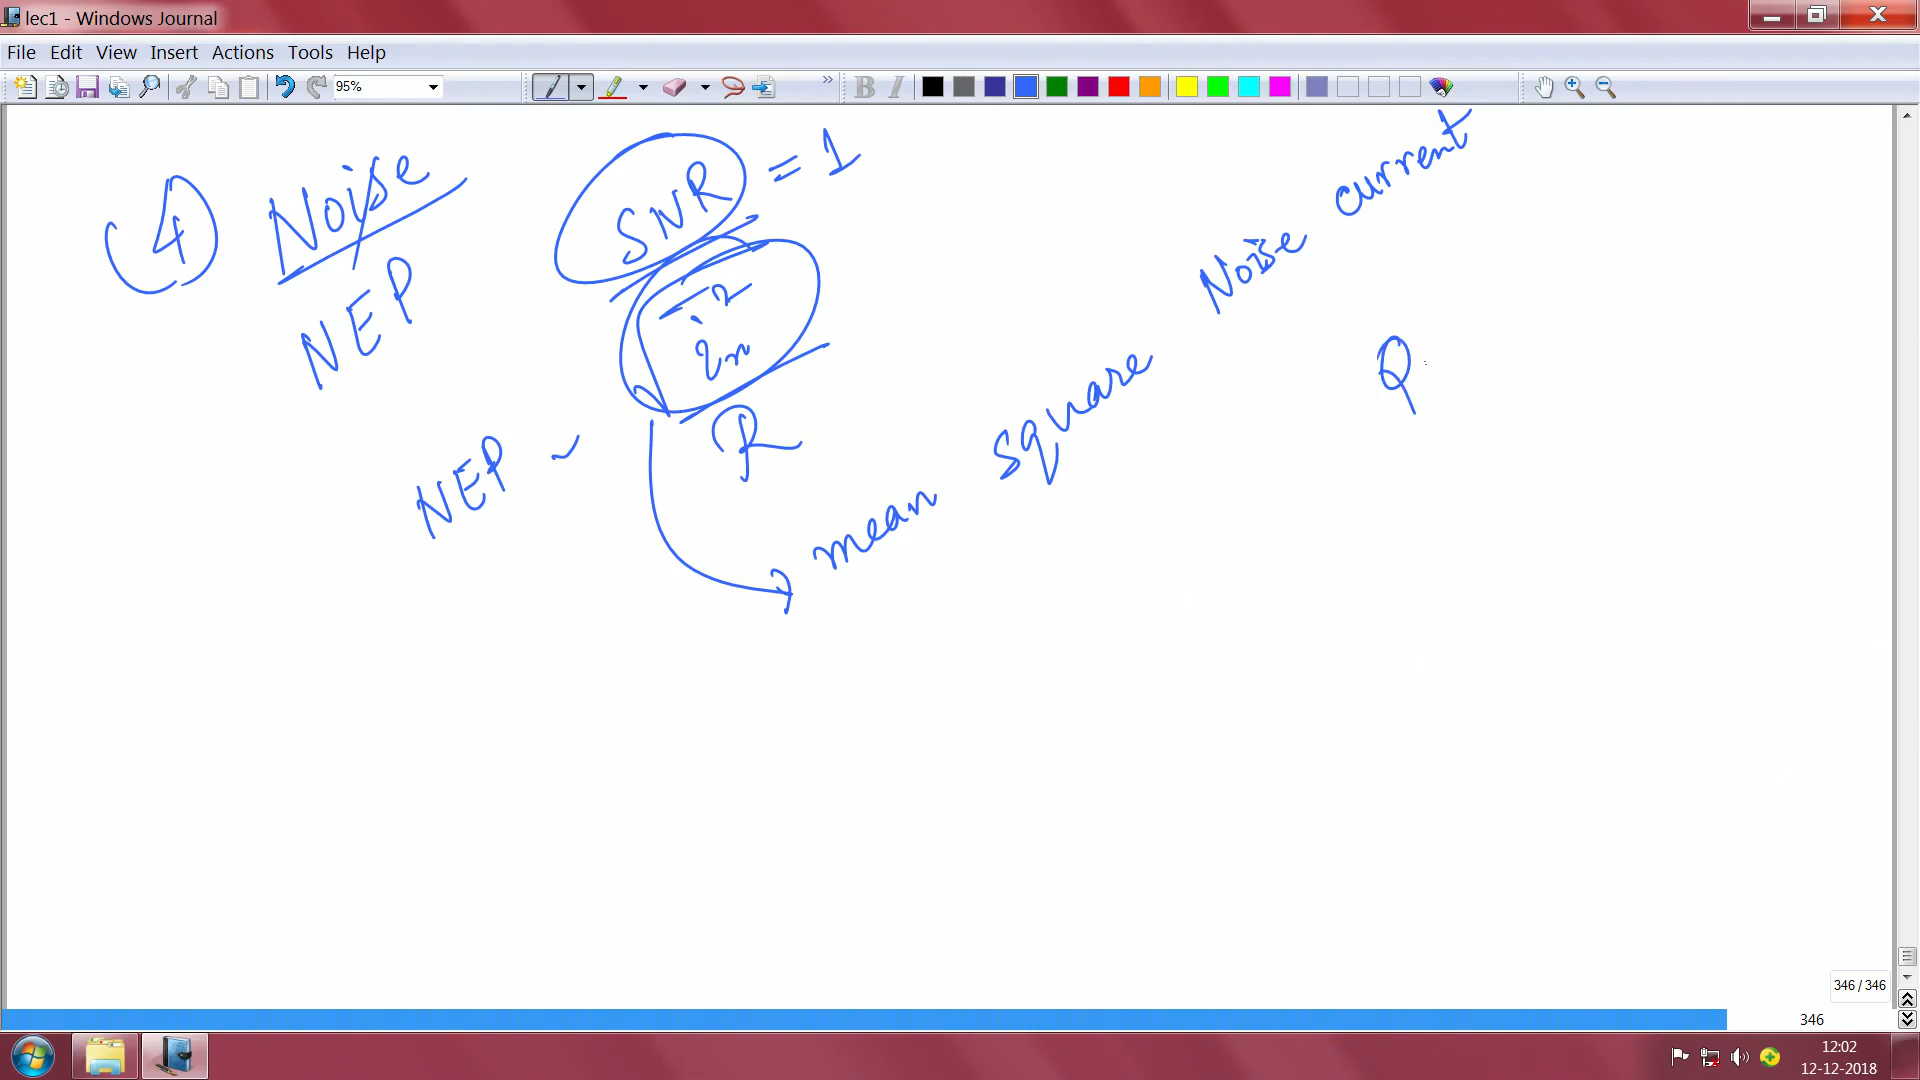 lec1 - Windows Journal
File Edit View Insert Actions Tools Help
95%
B I
4 Noise
SNR = 1
NEP
NEP ~ √i_n² / R
mean square Noise current
Q
346 / 346
346
12:02
12-12-2018